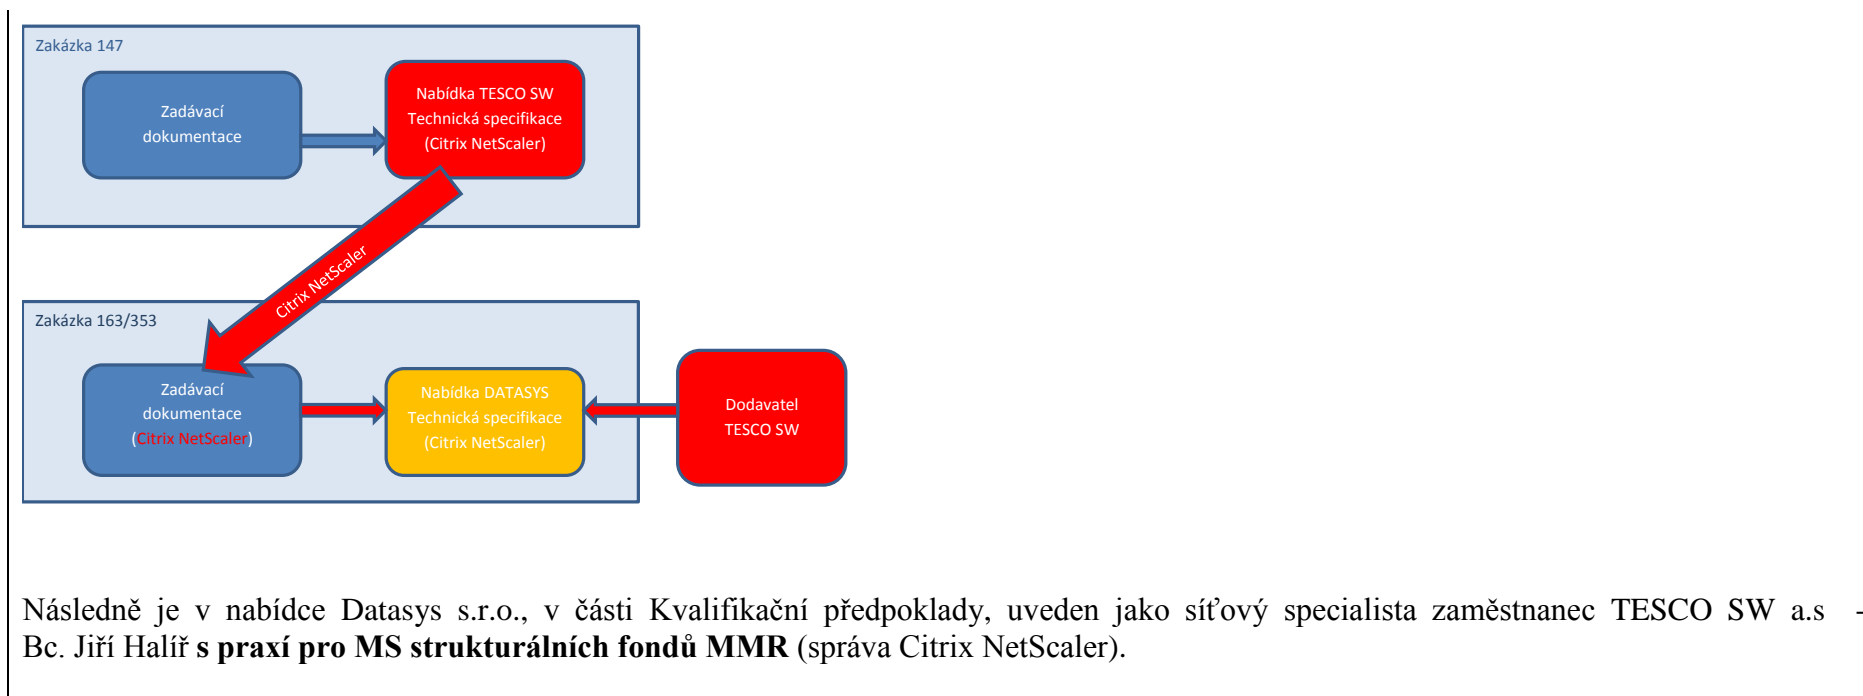 Zakázka 147
Zadávací
dokumentace
Nabídka TESCO SW
Technická specifikace
(Citrix NetScaler)
Citrix NetScaler
Zakázka 163/353
Zadávací
dokumentace
(Citrix NetScaler)
Nabídka DATASYS
Technická specifikace
(Citrix NetScaler)
Dodavatel
TESCO SW
Následně je v nabídce Datasys s.r.o., v části Kvalifikační předpoklady, uveden jako síťový specialista zaměstnanec TESCO SW a.s -
Bc. Jiří Halíř s praxí pro MS strukturálních fondů MMR (správa Citrix NetScaler).